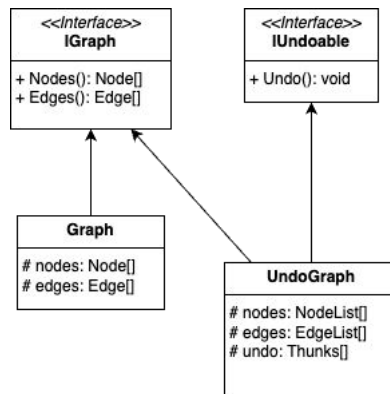 <<Interface>>
IGraph
+ Nodes(): Node[]
+ Edges(): Edge[]
<<Interface>>
IUndoable
+ Undo(): void
Graph
# nodes: Node[]
# edges: Edge[]
UndoGraph
# nodes: NodeList[]
# edges: EdgeList[]
# undo: Thunks[]